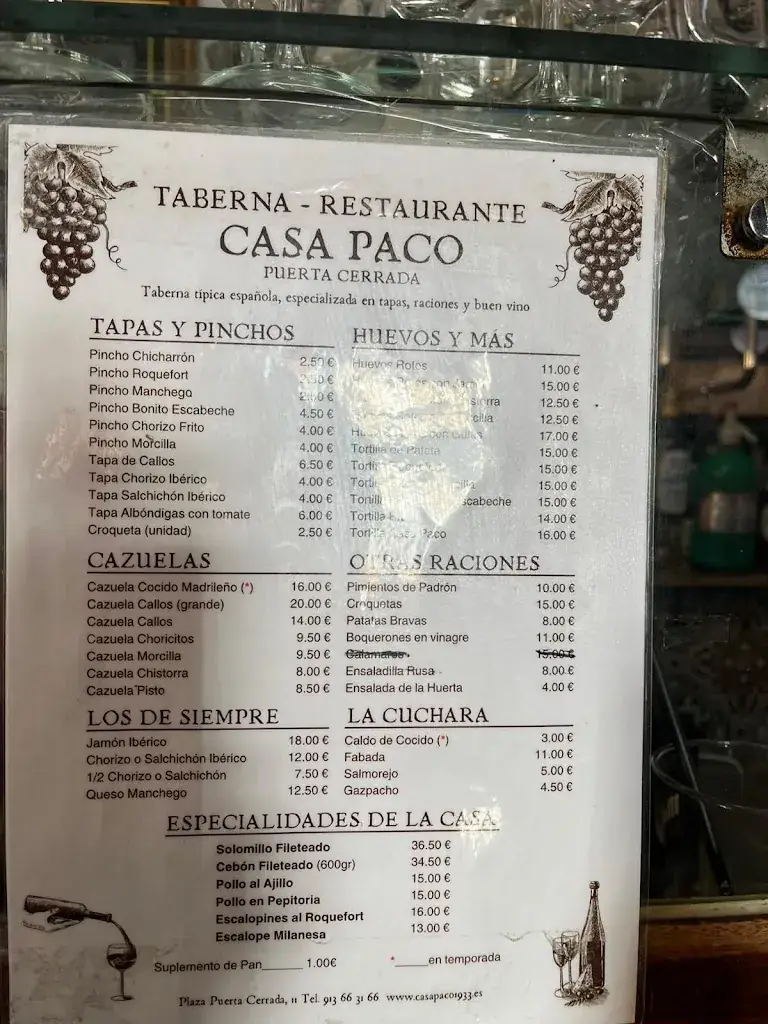 TABERNA - RESTAURANTE
CASA PACO
PUERTA CERRADA
Taberna típica española, especializada en tapas, raciones y buen vino
TAPAS Y PINCHOS
Pincho Chicharrón 2,50 €
Pincho Roquefort 2,50 €
Pincho Manchego 2,50 €
Pincho Bonito Escabeche 4.50 €
Pincho Chorizo Frito 4.00 €
Pincho Morcilla 4.00 €
Tapa de Callos 6.50 €
Tapa Chorizo Ibérico 4.00 €
Tapa Salchichón Ibérico 4.00 €
Tapa Albóndigas con tomate 6.00 €
Croqueta (unidad) 2,50 €
HUEVOS Y MÁS
Huevos Rotos 11.00 €
15.00 €
12.50 €
12.50 €
17.00 €
Tortilla de Patata 15.00 €
15.00 €
15.00 €
15.00 €
Tortilla 14.00 €
Paco 16.00 €
CAZUELAS
Cazuela Cocido Madrileño (*) 16.00 €
Cazuela Callos (grande) 20.00 €
Cazuela Callos 14.00 €
Cazuela Choricitos 9.50 €
Cazuela Morcilla 9.50 €
Cazuela Chistorra 8.00 €
Cazuela Pisto 8.50 €
OTRAS RACIONES
Pimientos de Padrón 10.00 €
Croquetas 15.00 €
Patatas Bravas 8.00 €
Boquerones en vinagre 11.00 €
Calamares 15.00 €
Ensaladilla Rusa 8.00 €
Ensalada de la Huerta 4.00 €
LOS DE SIEMPRE
Jamón Ibérico 18.00 €
Chorizo o Salchichón Ibérico 12.00 €
1/2 Chorizo o Salchichón 7.50 €
Queso Manchego 12.50 €
LA CUCHARA
Caldo de Cocido (*) 3,00 €
Fabada 11.00 €
Salmorejo 5.00 €
Gazpacho 4.50 €
ESPECIALIDADES DE LA CASA
Solomillo Fileteado 36.50 €
Cebón Fileteado (600gr) 34.50 €
Pollo al Ajillo 15.00 €
Pollo en Pepitoria 15.00 €
Escalopines al Roquefort 16.00 €
Escalope Milanesa 13.00 €
Suplemento de Pan______ 1.00€
*_____en temporada
Plaza Puerta Cerrada, 11 Tel. 913 66 31 66 www.casapaco1933.es